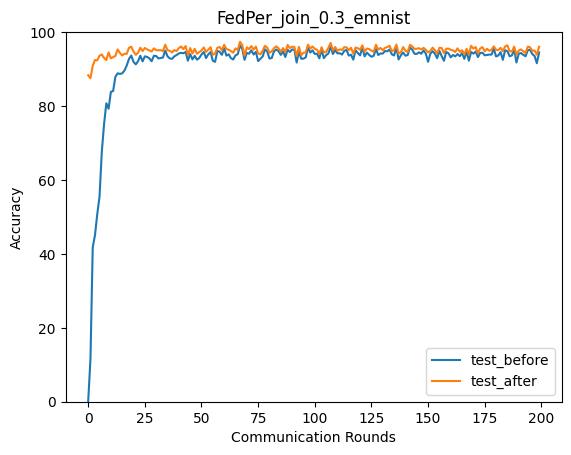 FedPer_join_0.3_emnist
100
80
60
40
20
0
Accuracy
0 25 50 75 100 125 150 175 200
Communication Rounds
test_before
test_after